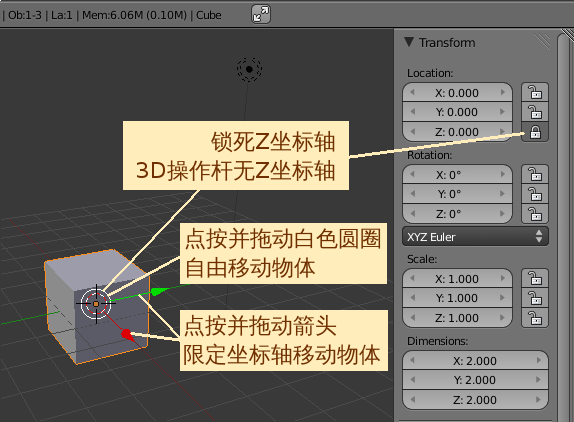 | Ob:1-3 | La:1 | Mem:6.06M (0.10M) | Cube
Transform
Location:
X: 0.000
Y: 0.000
Z: 0.000
锁死Z坐标轴
3D操作杆无Z坐标轴
Rotation:
X: 0°
Y: 0°
Z: 0°
XYZ Euler
点按并拖动白色圆圈
自由移动物体
Scale:
X: 1.000
Y: 1.000
Z: 1.000
点按并拖动箭头
限定坐标轴移动物体
Dimensions:
X: 2.000
Y: 2.000
Z: 2.000